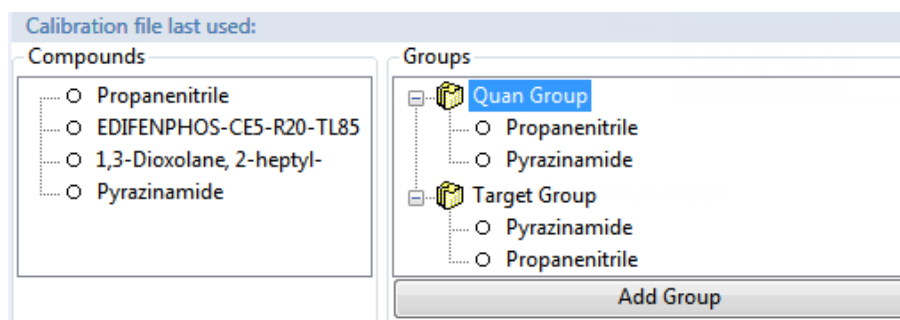 Calibration file last used:
Compounds
Propanenitrile
EDIFENPHOS-CE5-R20-TL85
1,3-Dioxolane, 2-heptyl-
Pyrazinamide
Groups
Quan Group
Propanenitrile
Pyrazinamide
Target Group
Pyrazinamide
Propanenitrile
Add Group